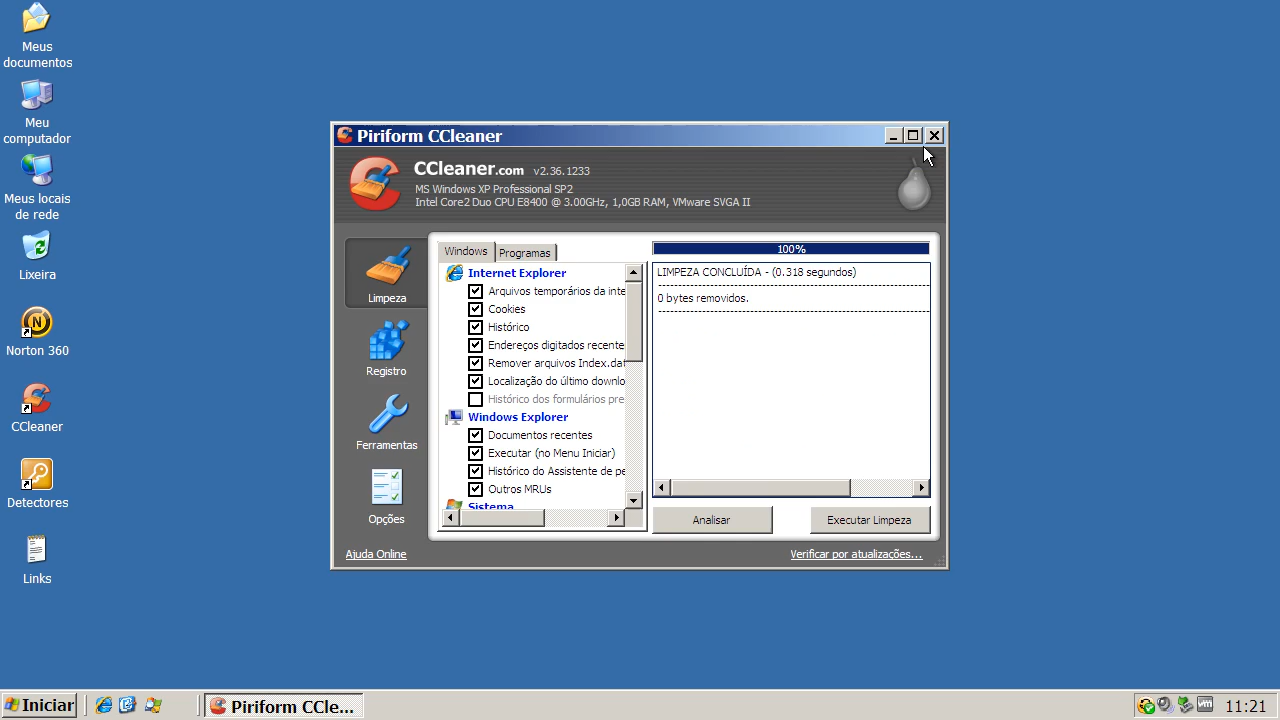 Meus
documentos
Meu
computador
Meus locais
de rede
Lixeira
N
Norton 360
CCleaner
Detectores
Links
Piriform CCleaner
CCleaner.com v2.36.1233
MS Windows XP Professional SP2
Intel Core2 Duo CPU E8400 @ 3.00GHz, 1,0GB RAM, VMware SVGA II
Limpeza
Registro
Ferramentas
Opções
Windows
Programas
Internet Explorer
Arquivos temporários da inte
Cookies
Histórico
Endereços digitados recente
Remover arquivos Index.dat
Localização do último downlo
Histórico dos formulários pre
Windows Explorer
Documentos recentes
Executar (no Menu Iniciar)
Histórico do Assistente de pe
Outros MRUs
Sistema
100%
LIMPEZA CONCLUÍDA - (0.318 segundos)
0 bytes removidos.
Analisar
Executar Limpeza
Ajuda Online
Verificar por atualizações...
Iniciar
Piriform CCle...
vm
11:21